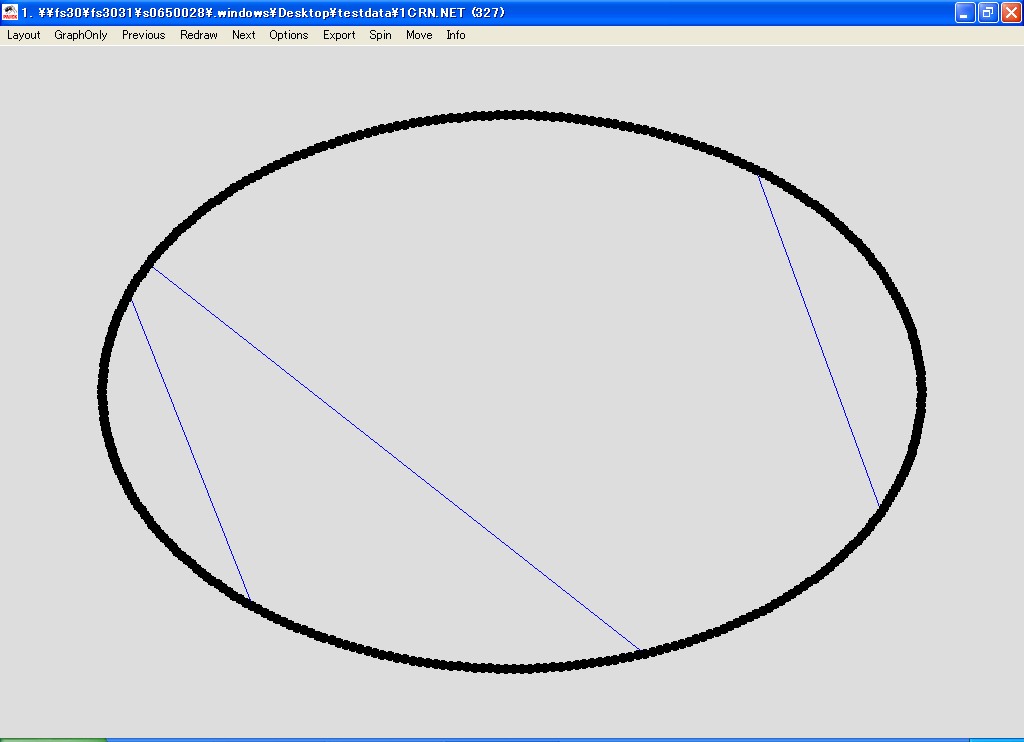 1. ¥¥fs30¥fs3031¥s0650028¥.windows¥Desktop¥testdata¥1CRN.NET (327)
Layout GraphOnly Previous Redraw Next Options Export Spin Move Info